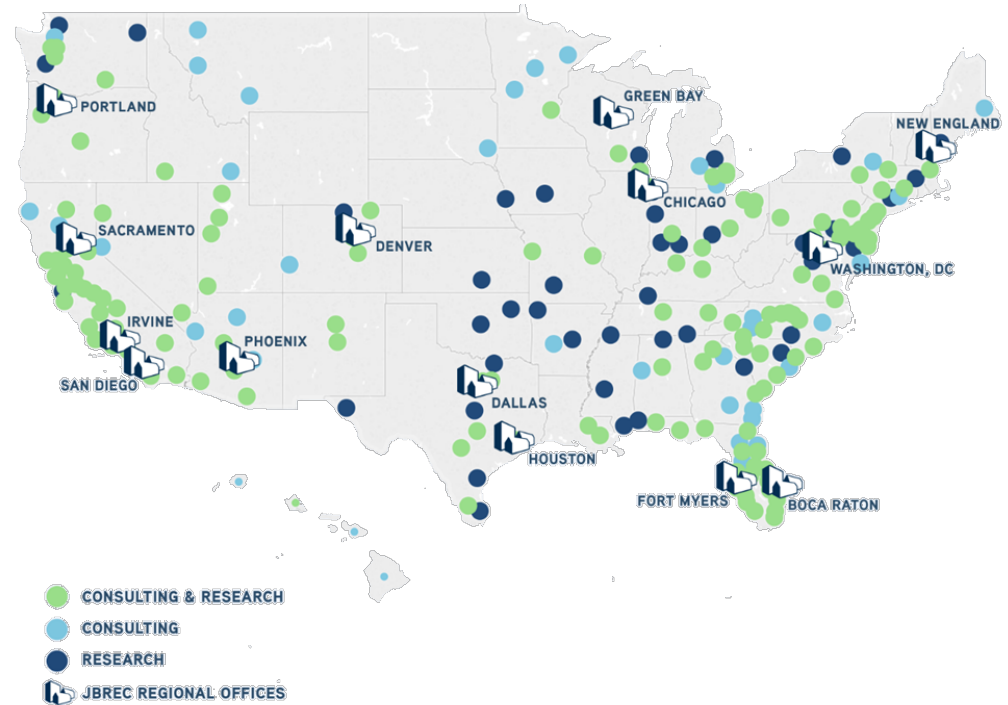 GREEN BAY
PORTLAND
NEW ENGLAND
CHICAGO
SACRAMENTO
DENVER
WASHINGTON, DC
IRVINE
PHOENIX
SAN DIEGO
DALLAS
HOUSTON
FORT MYERS
BOCA RATON
CONSULTING & RESEARCH
CONSULTING
RESEARCH
JBREC REGIONAL OFFICES